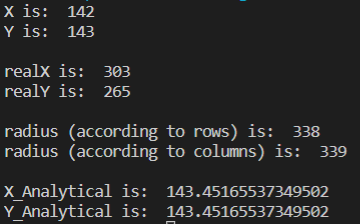 X is:  142
Y is:  143
realX is:  303
realY is:  265
radius (according to rows) is:  338
radius (according to columns) is:  339
X_Analytical is:  143.45165537349502
Y_Analytical is:  143.45165537349502